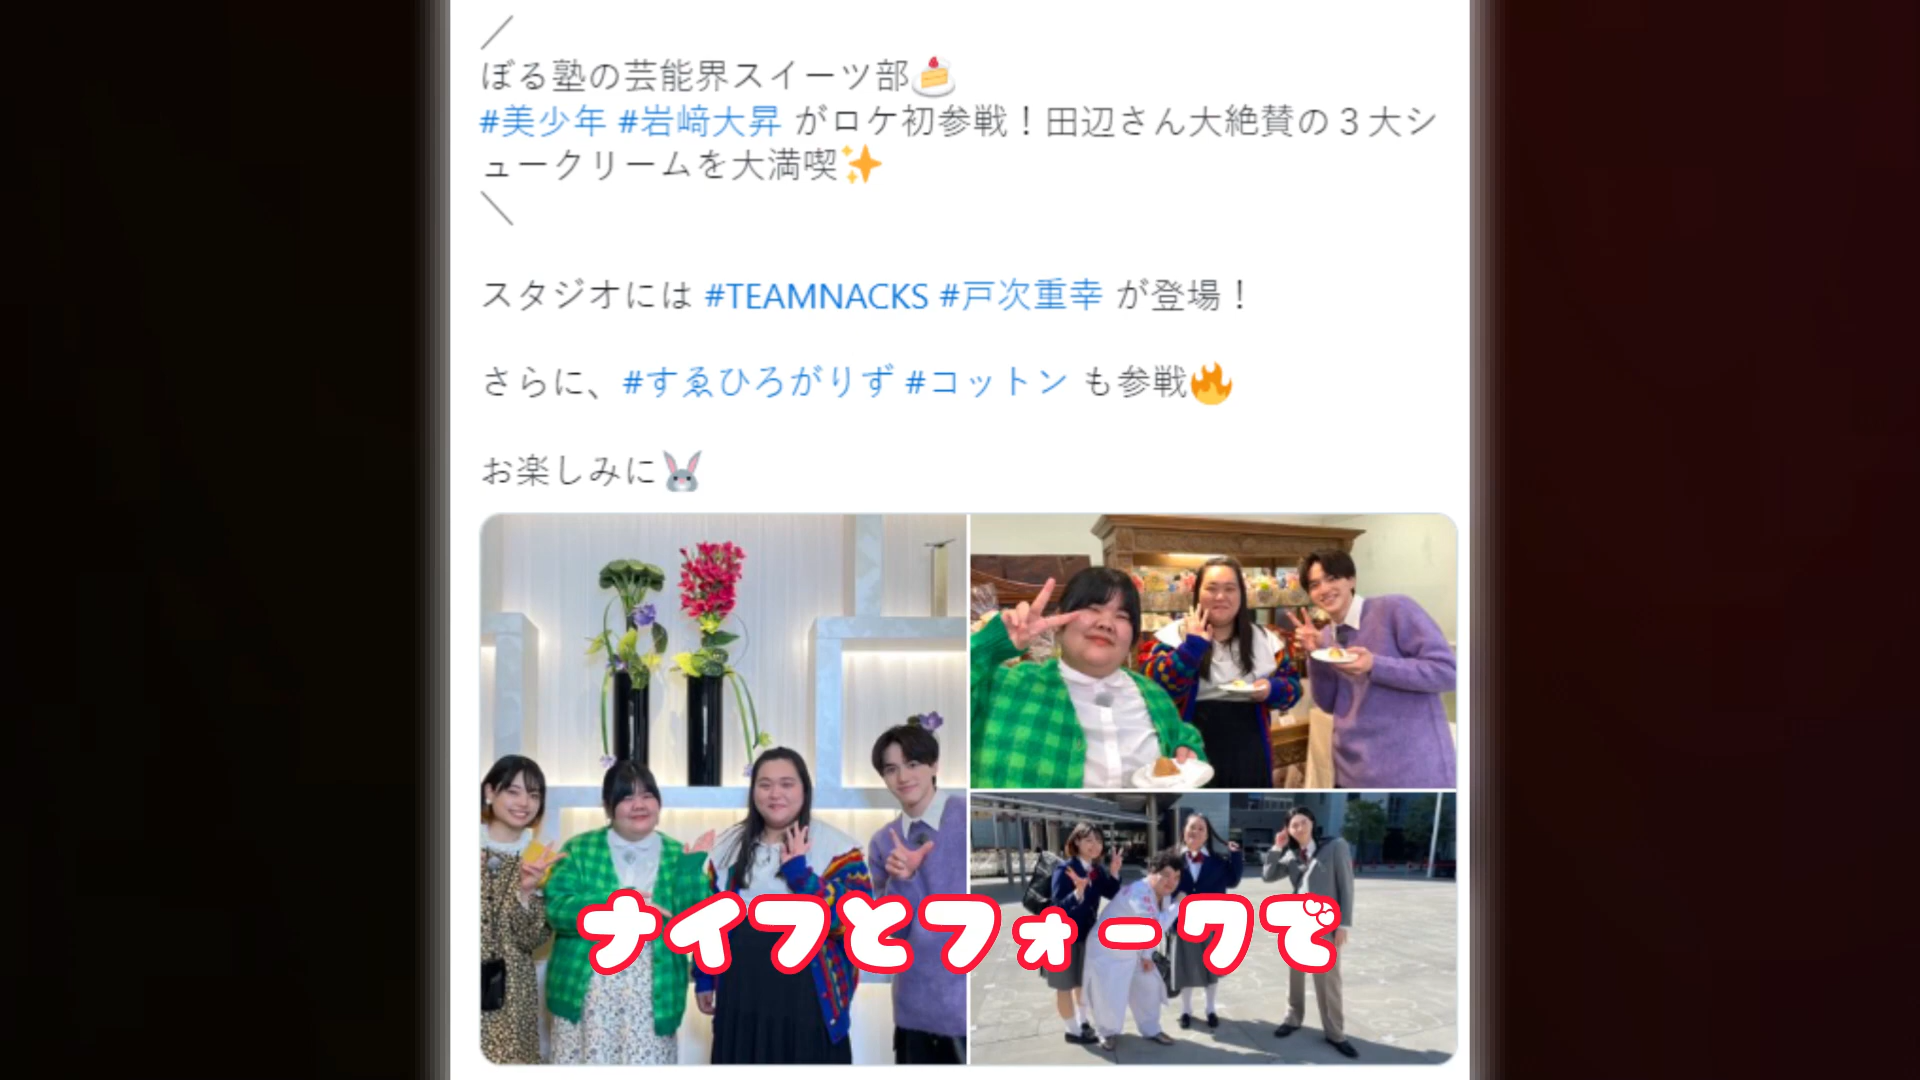 ／
ぼる塾の芸能界スイーツ部🍰
#美少年 #岩﨑大昇 がロケ初参戦！田辺さん大絶賛の３大シ
ュークリームを大満喫✨
＼
スタジオには #TEAMNACKS #戸次重幸 が登場！
さらに、#すゑひろがりず #コットン も参戦🔥
お楽しみに🐰
ナイフとフォークで